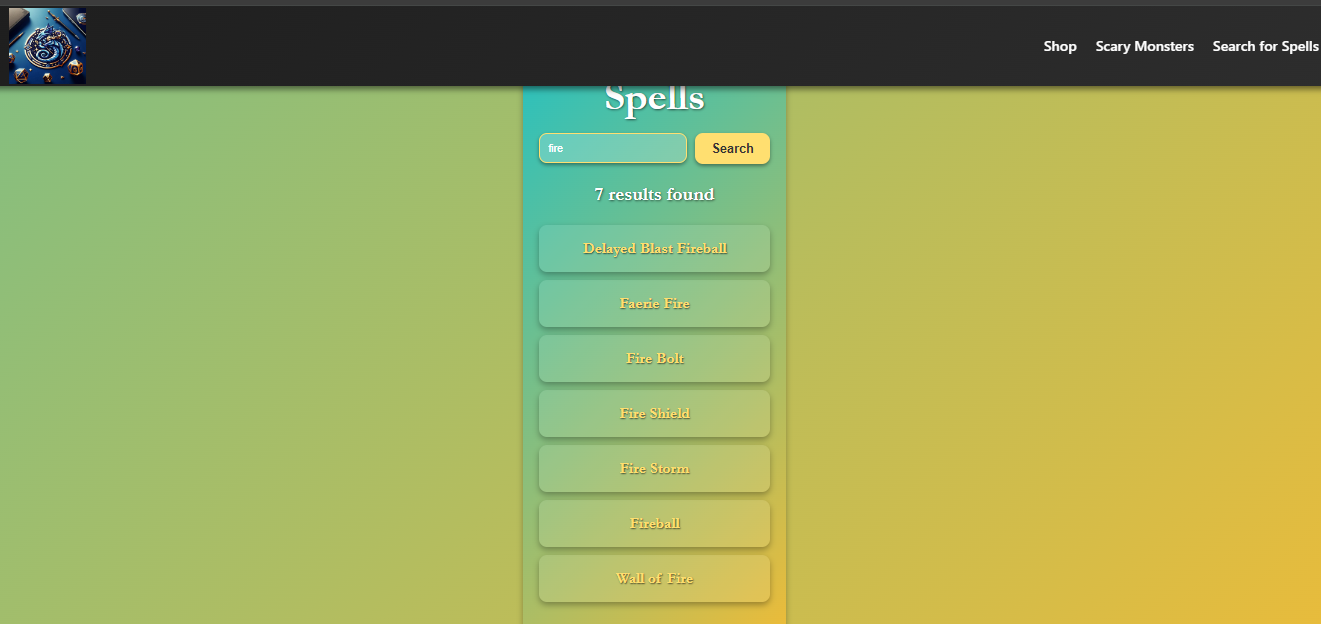 Shop
Scary Monsters
Search for Spells
Spells
fire
Search
7 results found
Delayed Blast Fireball
Faerie Fire
Fire Bolt
Fire Shield
Fire Storm
Fireball
Wall of Fire